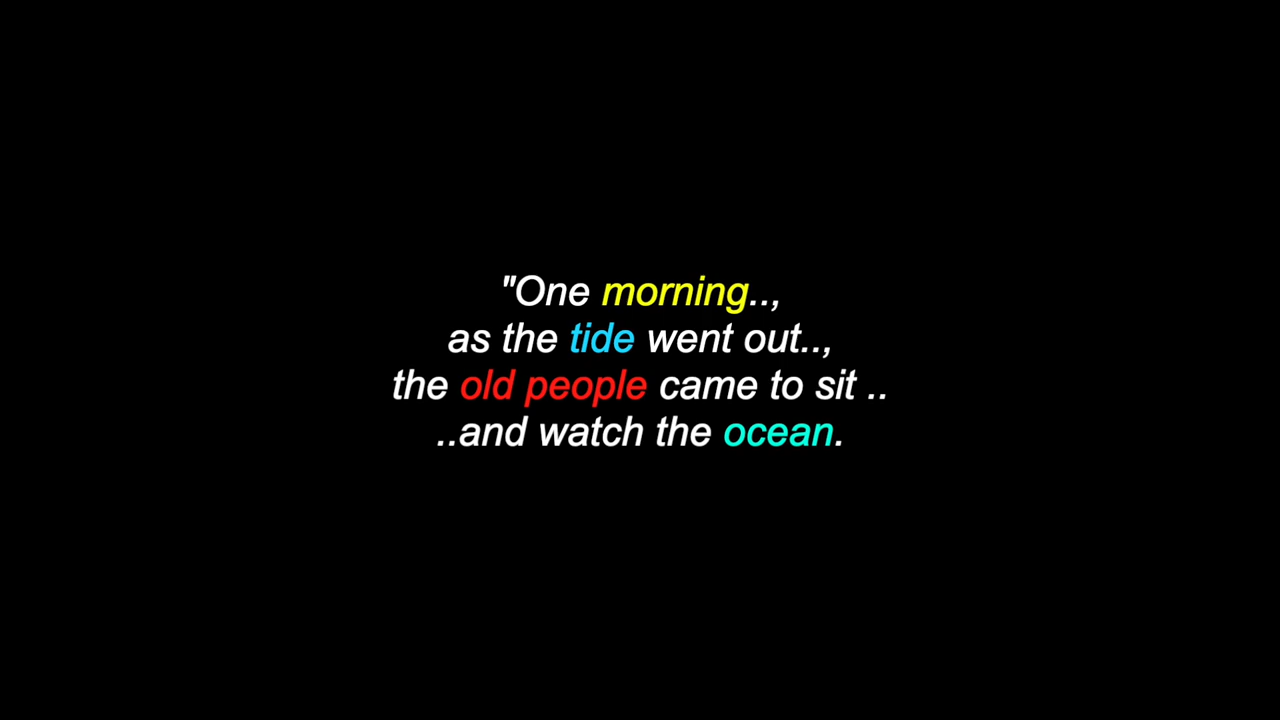 "One morning..,
as the tide went out..,
the old people came to sit ..
..and watch the ocean.